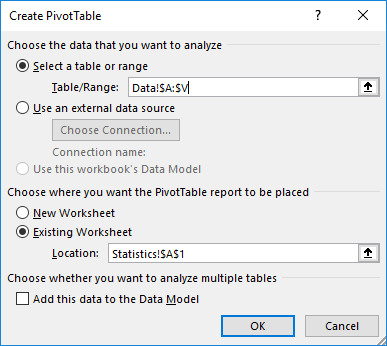 Create PivotTable
?
×
Choose the data that you want to analyze
Select a table or range
Table/Range: Data!$A:$V
Use an external data source
Choose Connection...
Connection name:
Use this workbook's Data Model
Choose where you want the PivotTable report to be placed
New Worksheet
Existing Worksheet
Location: Statistics!$A$1
Choose whether you want to analyze multiple tables
Add this data to the Data Model
OK Cancel